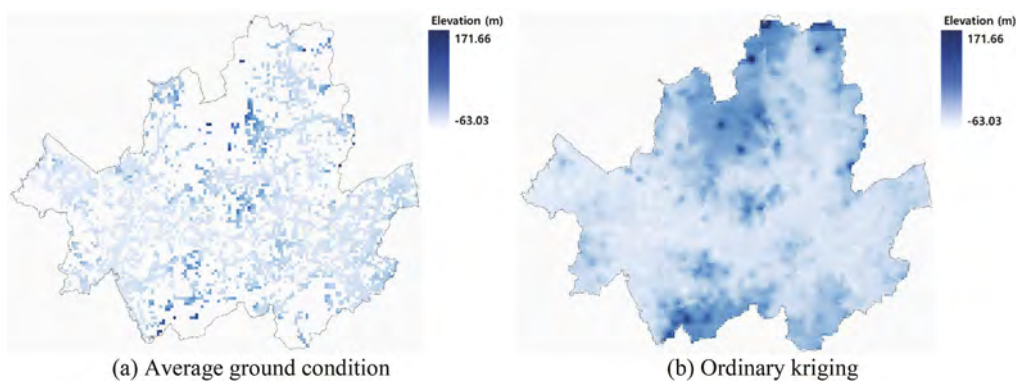 Elevation (m)
171.66
-63.03
Elevation (m)
171.66
-63.03
(a) Average ground condition
(b) Ordinary kriging